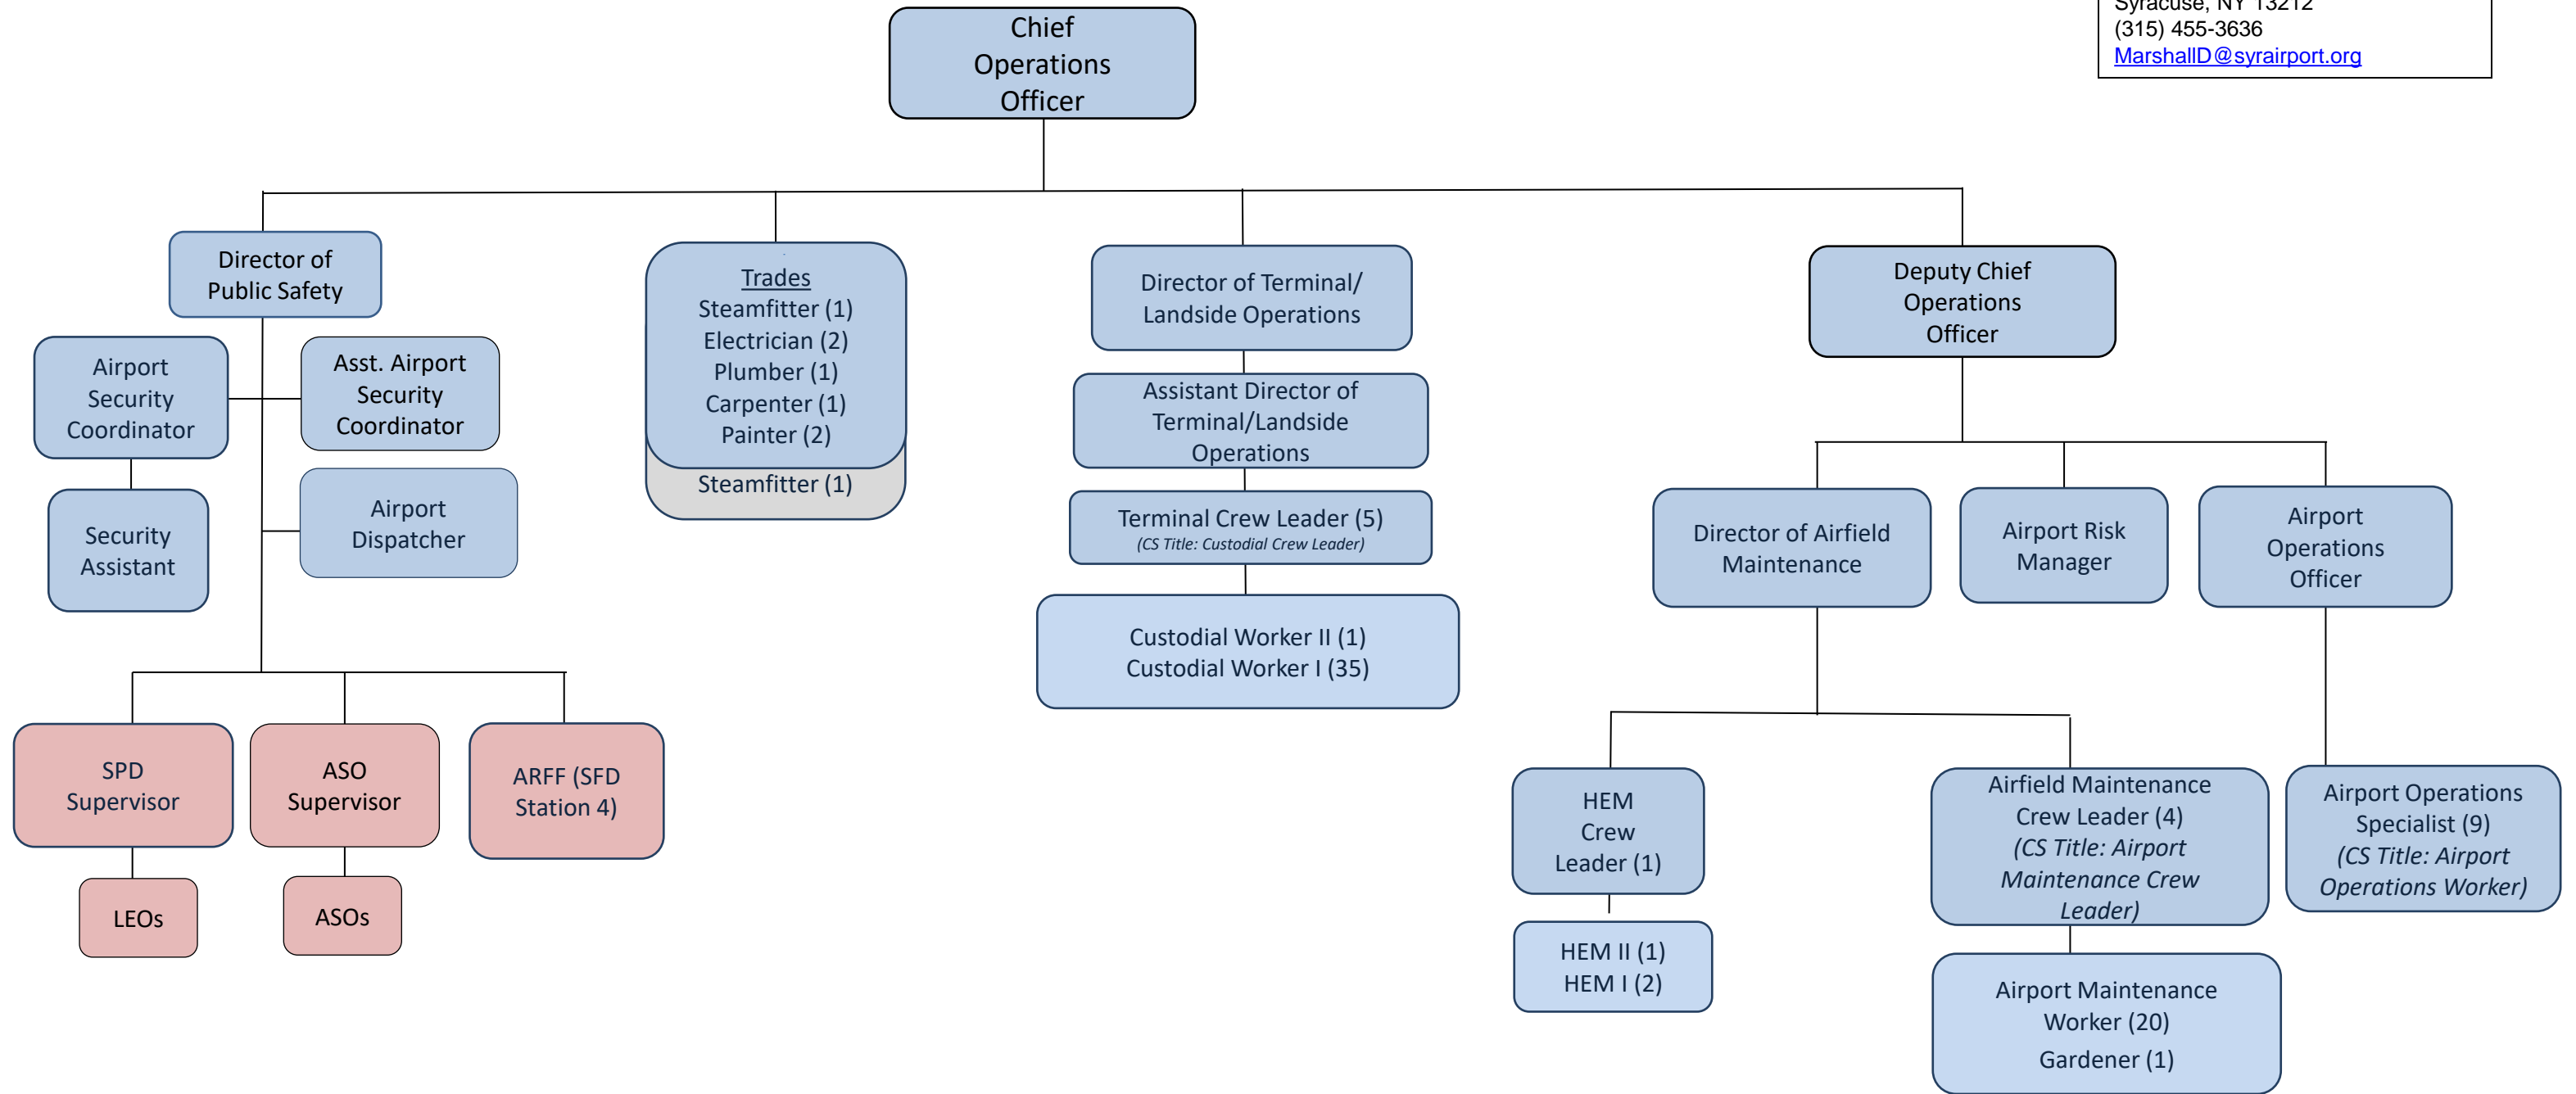 Syracuse, NY 13212
(315) 455-3636
MarshallD@syrairport.org
Chief
Operations
Officer
Director of
Public Safety
Airport
Security
Coordinator
Asst. Airport
Security
Coordinator
Security
Assistant
Airport
Dispatcher
SPD
Supervisor
ASO
Supervisor
ARFF (SFD
Station 4)
LEOs
ASOs
Trades
Steamfitter (1)
Electrician (2)
Plumber (1)
Carpenter (1)
Painter (2)
Steamfitter (1)
Director of Terminal/
Landside Operations
Assistant Director of
Terminal/Landside
Operations
Terminal Crew Leader (5)
(CS Title: Custodial Crew Leader)
Custodial Worker II (1)
Custodial Worker I (35)
Deputy Chief
Operations
Officer
Director of Airfield
Maintenance
Airport Risk
Manager
Airport
Operations
Officer
HEM
Crew
Leader (1)
HEM II (1)
HEM I (2)
Airfield Maintenance
Crew Leader (4)
(CS Title: Airport
Maintenance Crew
Leader)
Airport Maintenance
Worker (20)
Gardener (1)
Airport Operations
Specialist (9)
(CS Title: Airport
Operations Worker)